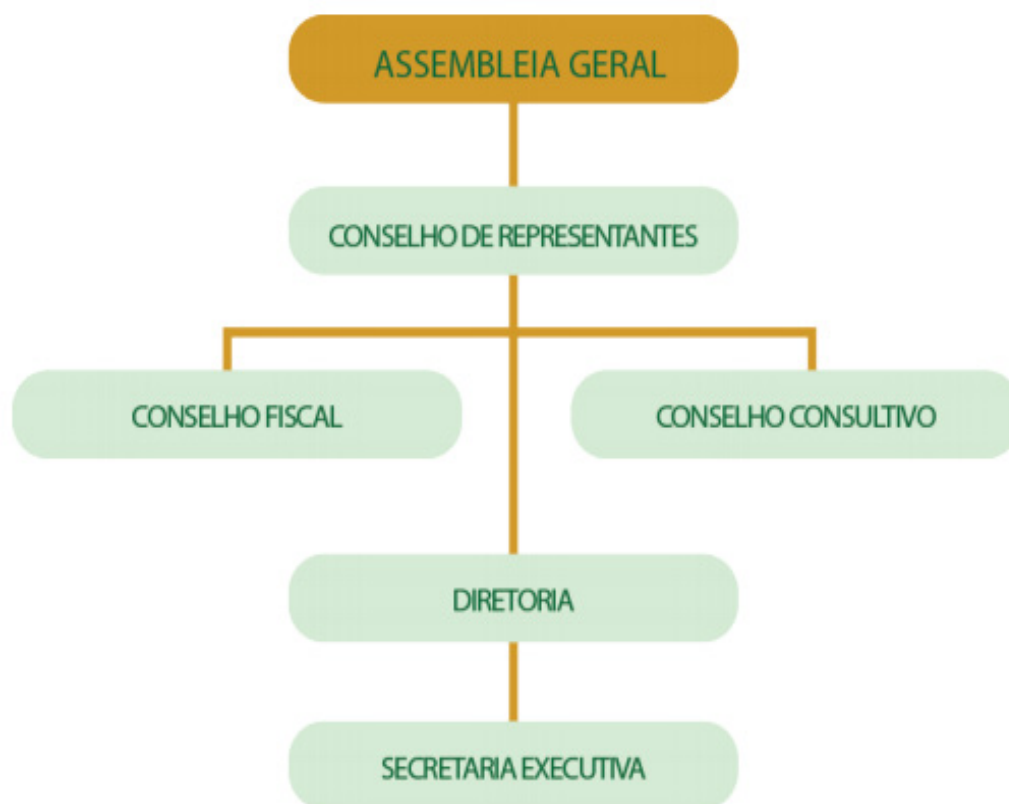 ASSEMBLEIA GERAL
CONSELHO DE REPRESENTANTES
CONSELHO FISCAL
CONSELHO CONSULTIVO
DIRETORIA
SECRETARIA EXECUTIVA